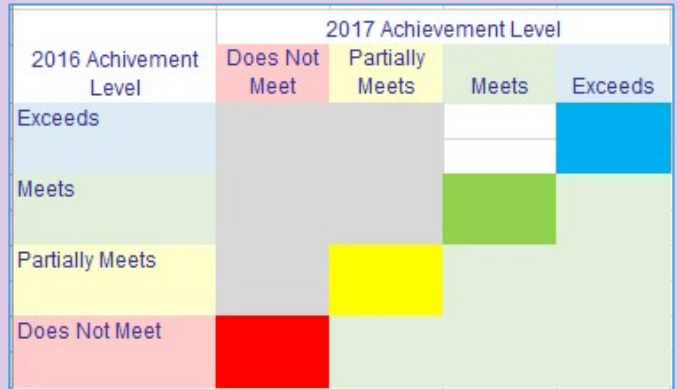 2017 Achievement Level
2016 Achivement Level
Does Not Meet
Partially Meets
Meets
Exceeds
Exceeds
Meets
Partially Meets
Does Not Meet